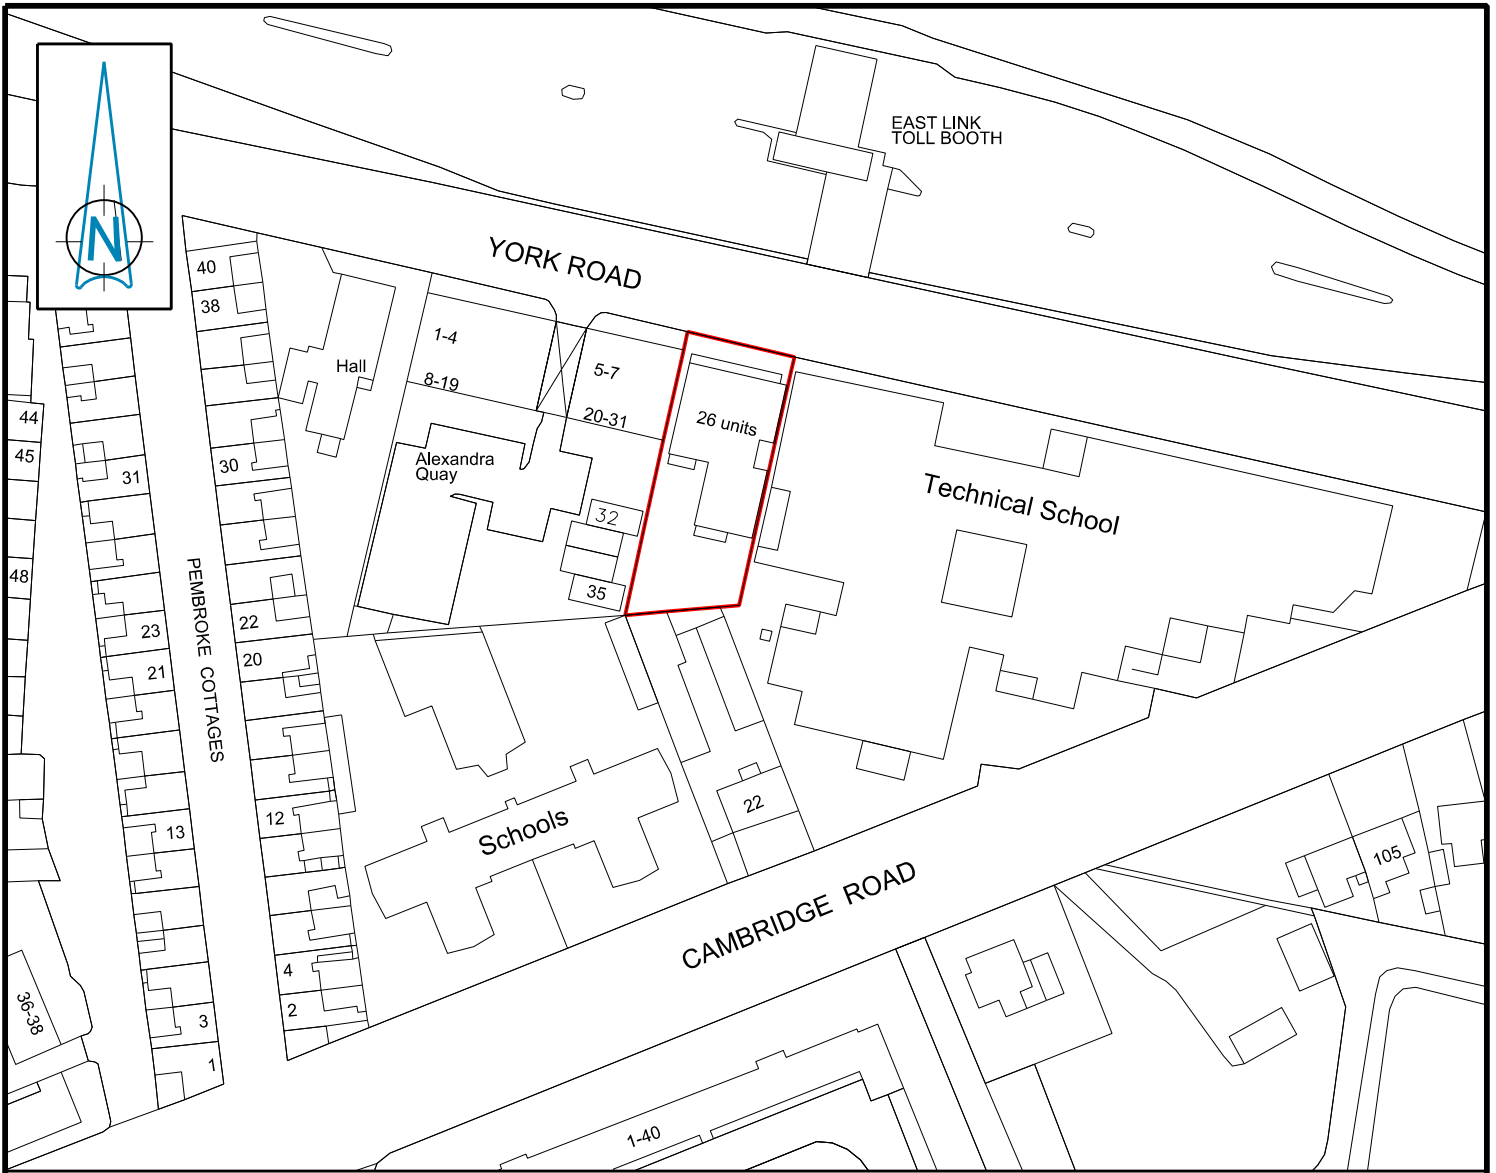 N
EAST LINK
TOLL BOOTH
YORK ROAD
40
38
Hall
1-4
8-19
5-7
20-31
26 units
44
45
48
31
30
Alexandra
Quay
32
35
Technical School
PEMBROKE COTTAGES
23
21
22
20
13
12
Schools
22
CAMBRIDGE ROAD
105
36-38
4
2
3
1
1-40